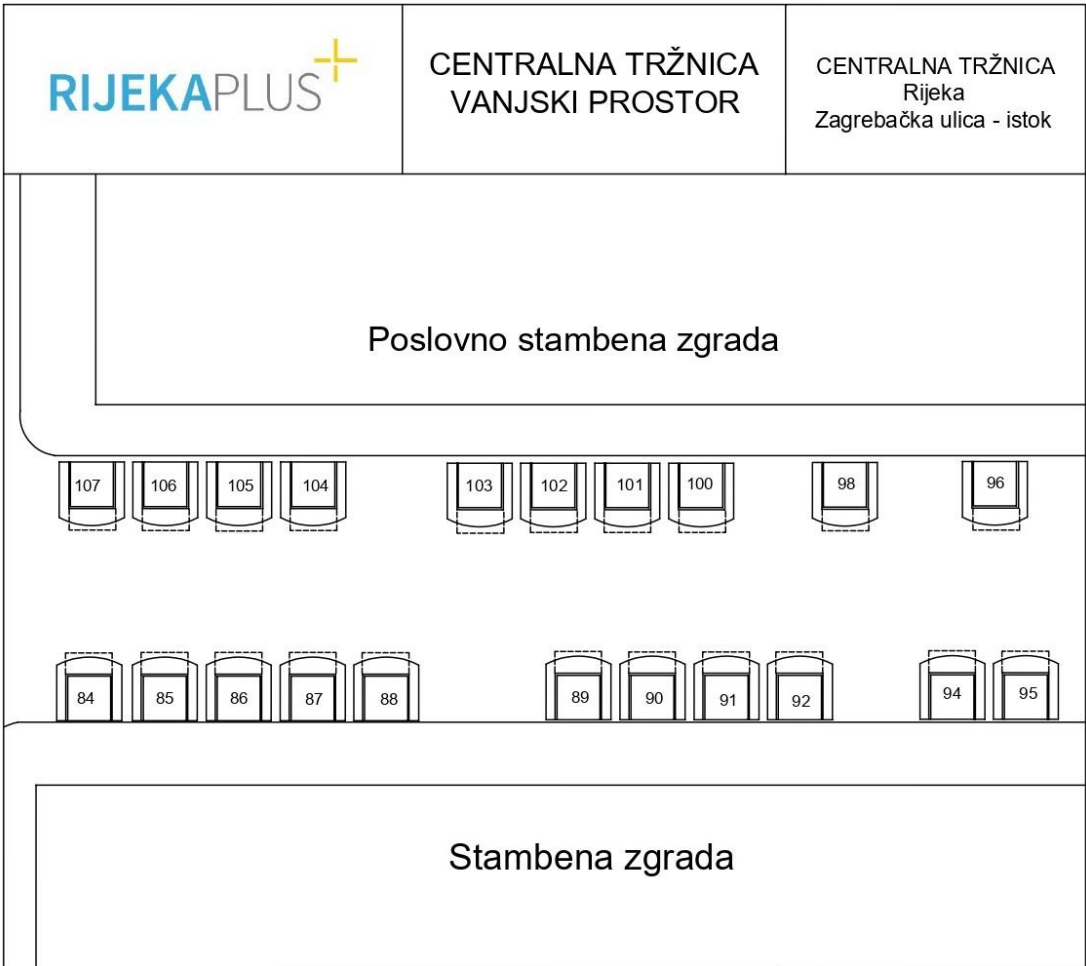 RIJEKAPLUS
CENTRALNA TRŽNICA
VANJSKI PROSTOR
CENTRALNA TRŽNICA
Rijeka
Zagrebačka ulica - istok
Poslovno stambena zgrada
107 106 105 104 103 102 101 100 98 96
84 85 86 87 88 89 90 91 92 94 95
Stambena zgrada